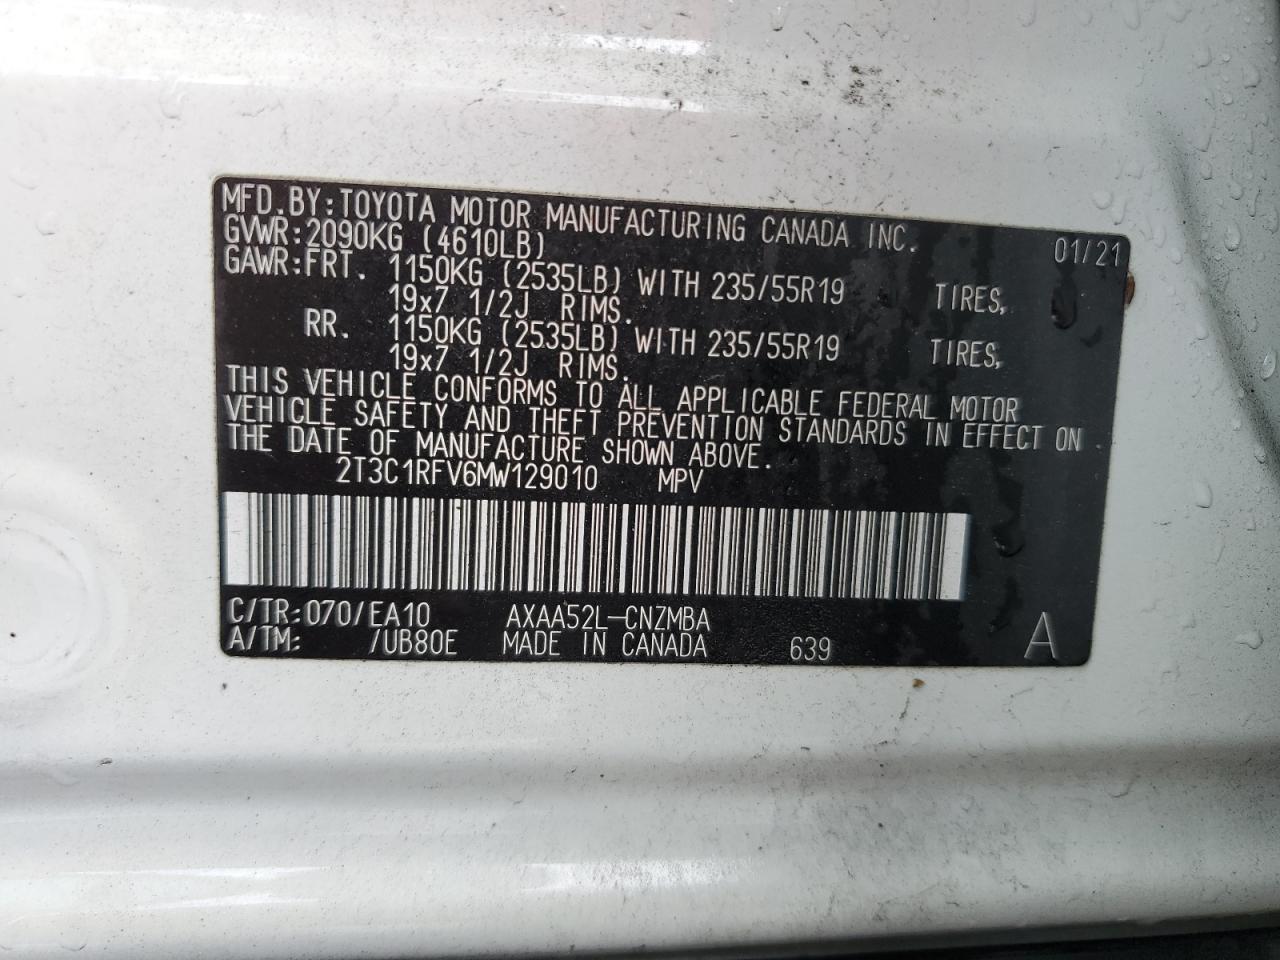 MFD.BY:TOYOTA MOTOR MANUFACTURING CANADA INC. 01/21
GVWR:2090KG (4610LB)
GAWR:FRT. 1150KG (2535LB) WITH 235/55R19 TIRES,
19x7 1/2J RIMS.
RR. 1150KG (2535LB) WITH 235/55R19 TIRES,
19x7 1/2J RIMS.
THIS VEHICLE CONFORMS TO ALL APPLICABLE FEDERAL MOTOR
VEHICLE SAFETY AND THEFT PREVENTION STANDARDS IN EFFECT ON
THE DATE OF MANUFACTURE SHOWN ABOVE.
2T3C1RFV6MW129010 MPV
C/TR:070/EA10 AXAA52L-CNZMBA
A/TM: /UB80E MADE IN CANADA 639 A